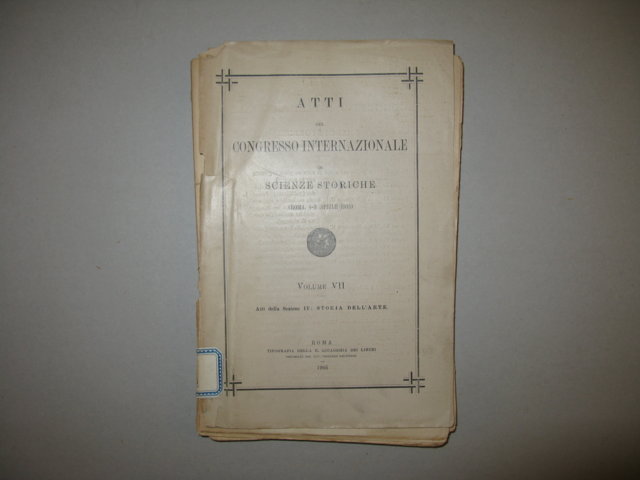 ATTI
DEL
CONGRESSO INTERNAZIONALE
DI
SCIENZE STORICHE
(ROMA, 1-9 APRILE 1903)
VOLUME VII
Atti della Sezione IV: STORIA DELL'ARTE.
ROMA
TIPOGRAFIA DELLA R. ACCADEMIA DEI LINCEI
1905